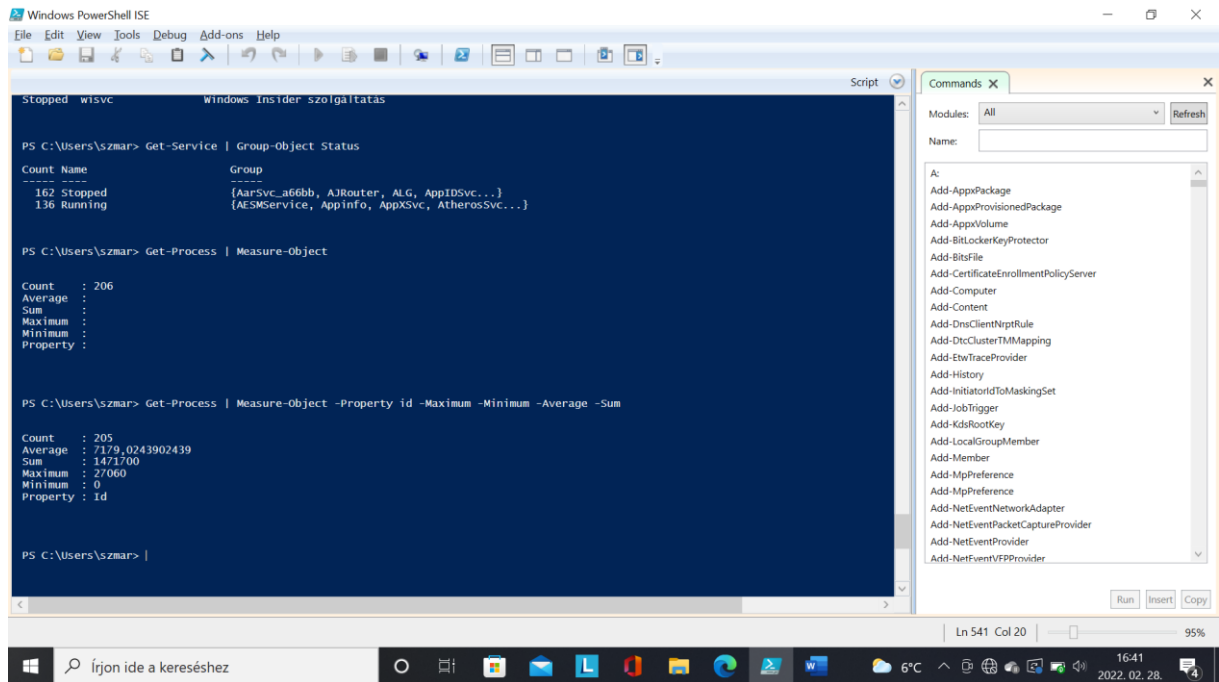 Windows PowerShell ISE
File Edit View Tools Debug Add-ons Help
Script
Stopped wisvc Windows Insider szolgáltatás
PS C:\Users\szmar> Get-Service | Group-Object Status
Count Name Group
----- ---- -----
162 Stopped {AarSvc_a66bb, AJRouter, ALG, AppIDSvc...}
136 Running {AESMService, Appinfo, AppXSvc, AtherosSvc...}
PS C:\Users\szmar> Get-Process | Measure-Object
Count : 206
Average :
Sum :
Maximum :
Minimum :
Property :
PS C:\Users\szmar> Get-Process | Measure-Object -Property id -Maximum -Minimum -Average -Sum
Count : 205
Average : 7179,0243902439
Sum : 1471700
Maximum : 27060
Minimum : 0
Property : Id
PS C:\Users\szmar>
Commands
Modules: All Refresh
Name:
A:
Add-AppxPackage
Add-AppxProvisionedPackage
Add-AppxVolume
Add-BitLockerKeyProtector
Add-BitsFile
Add-CertificateEnrollmentPolicyServer
Add-Computer
Add-Content
Add-DnsClientNrptRule
Add-DtcClusterTMMapping
Add-EtwTraceProvider
Add-History
Add-InitiatorIdToMaskingSet
Add-JobTrigger
Add-KdsRootKey
Add-LocalGroupMember
Add-Member
Add-MpPreference
Add-MpPreference
Add-NetEventNetworkAdapter
Add-NetEventPacketCaptureProvider
Add-NetEventProvider
Add-NetEventVFPProvider
Run Insert Copy
Ln 541 Col 20 95%
Írjon ide a kereséshez
L
W
6°C
16:41
2022. 02. 28.
4